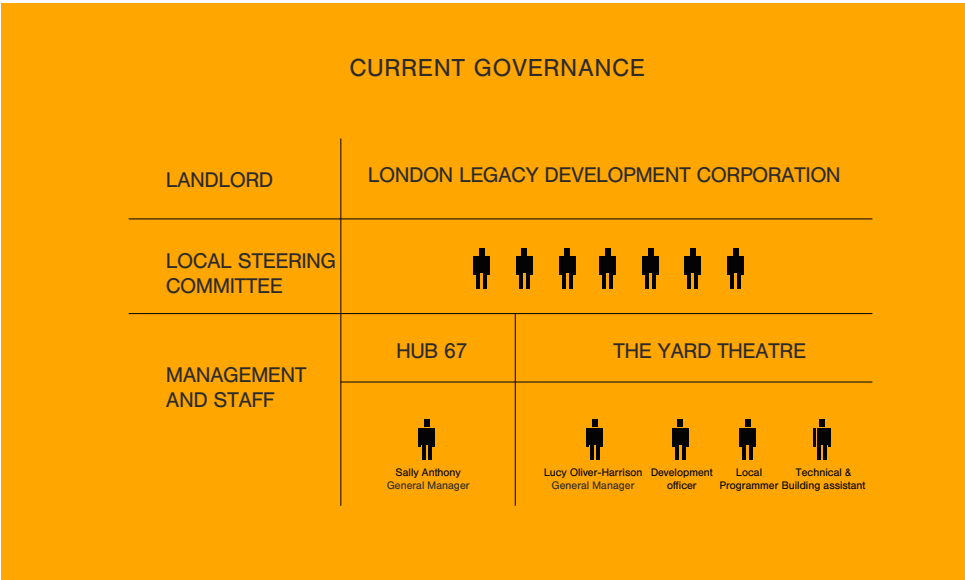 CURRENT GOVERNANCE
LANDLORD
LONDON LEGACY DEVELOPMENT CORPORATION
LOCAL STEERING
COMMITTEE
MANAGEMENT
AND STAFF
HUB 67
THE YARD THEATRE
Sally Anthony
General Manager
Lucy Oliver-Harrison
General Manager
Development
officer
Local
Programmer
Technical &
Building assistant